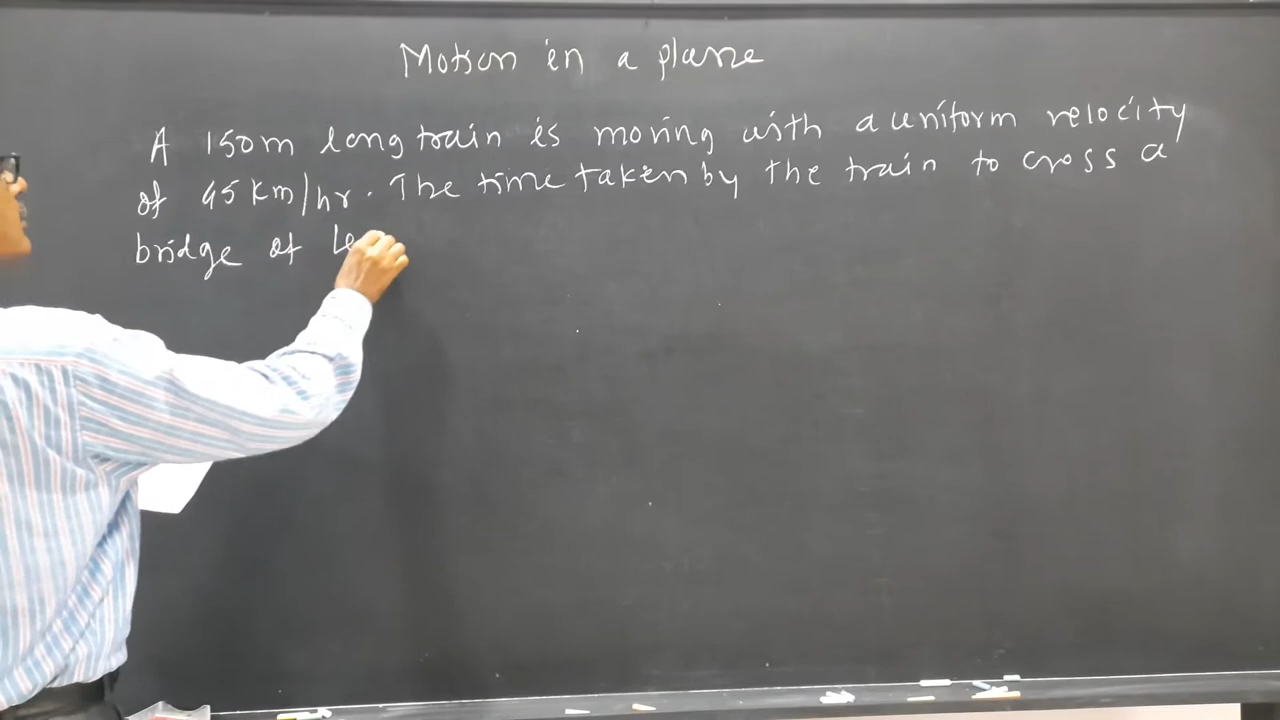 Motion in a plane
A 150m long train is moving with a uniform velocity
of 45 km/hr. The time taken by the train to cross a
bridge of Le